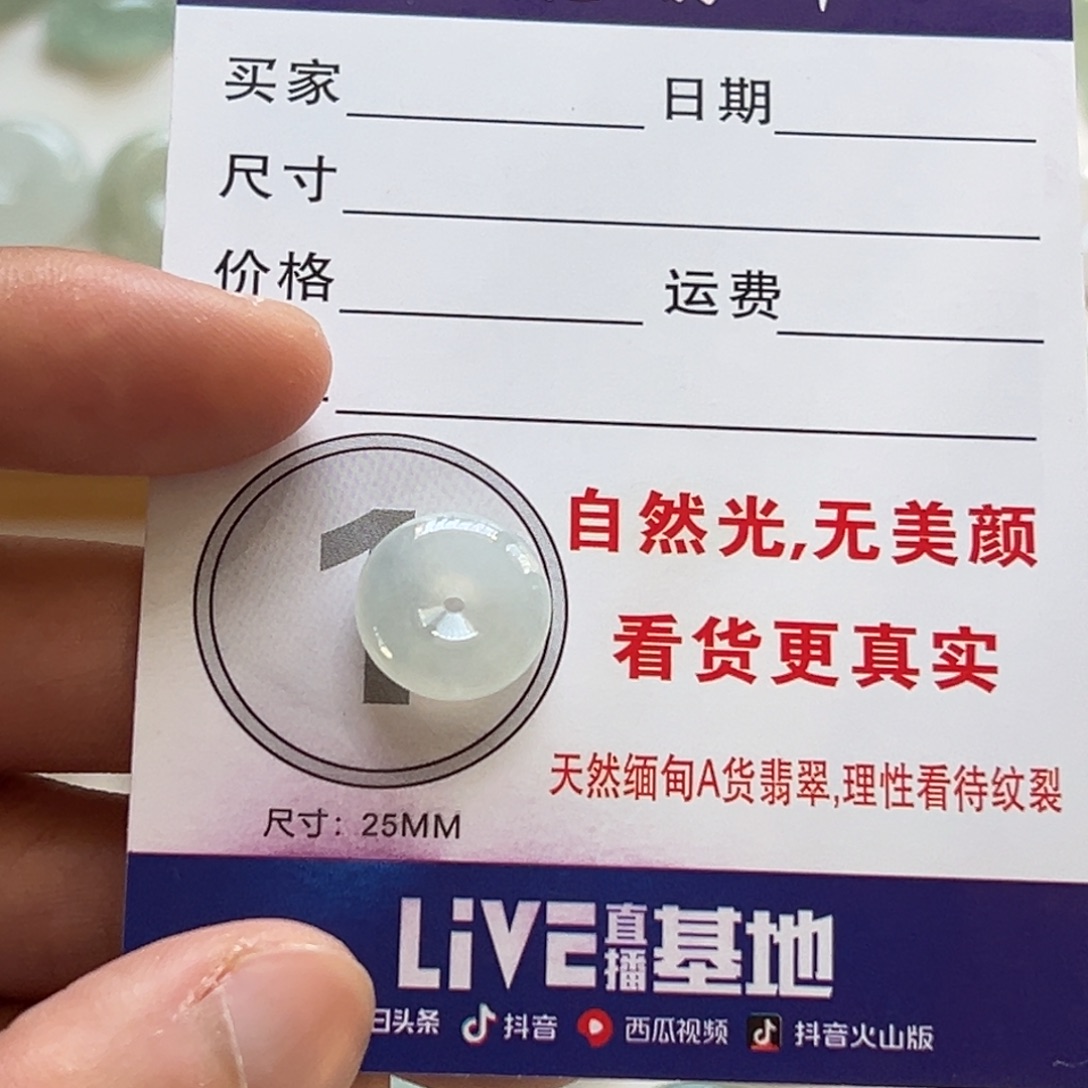 买家 日期
尺寸
价格 运费
1
自然光,无美颜
看货更真实
天然缅甸A货翡翠,理性看待纹裂
尺寸：25MM
LiVE直播基地
日头条 抖音 西瓜视频 抖音火山版